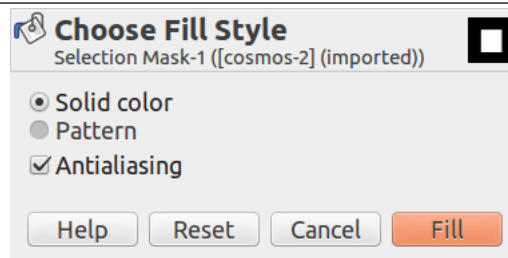 Choose Fill Style
Selection Mask-1 ([cosmos-2] (imported))
Solid color
Pattern
Antialiasing
Help Reset Cancel Fill